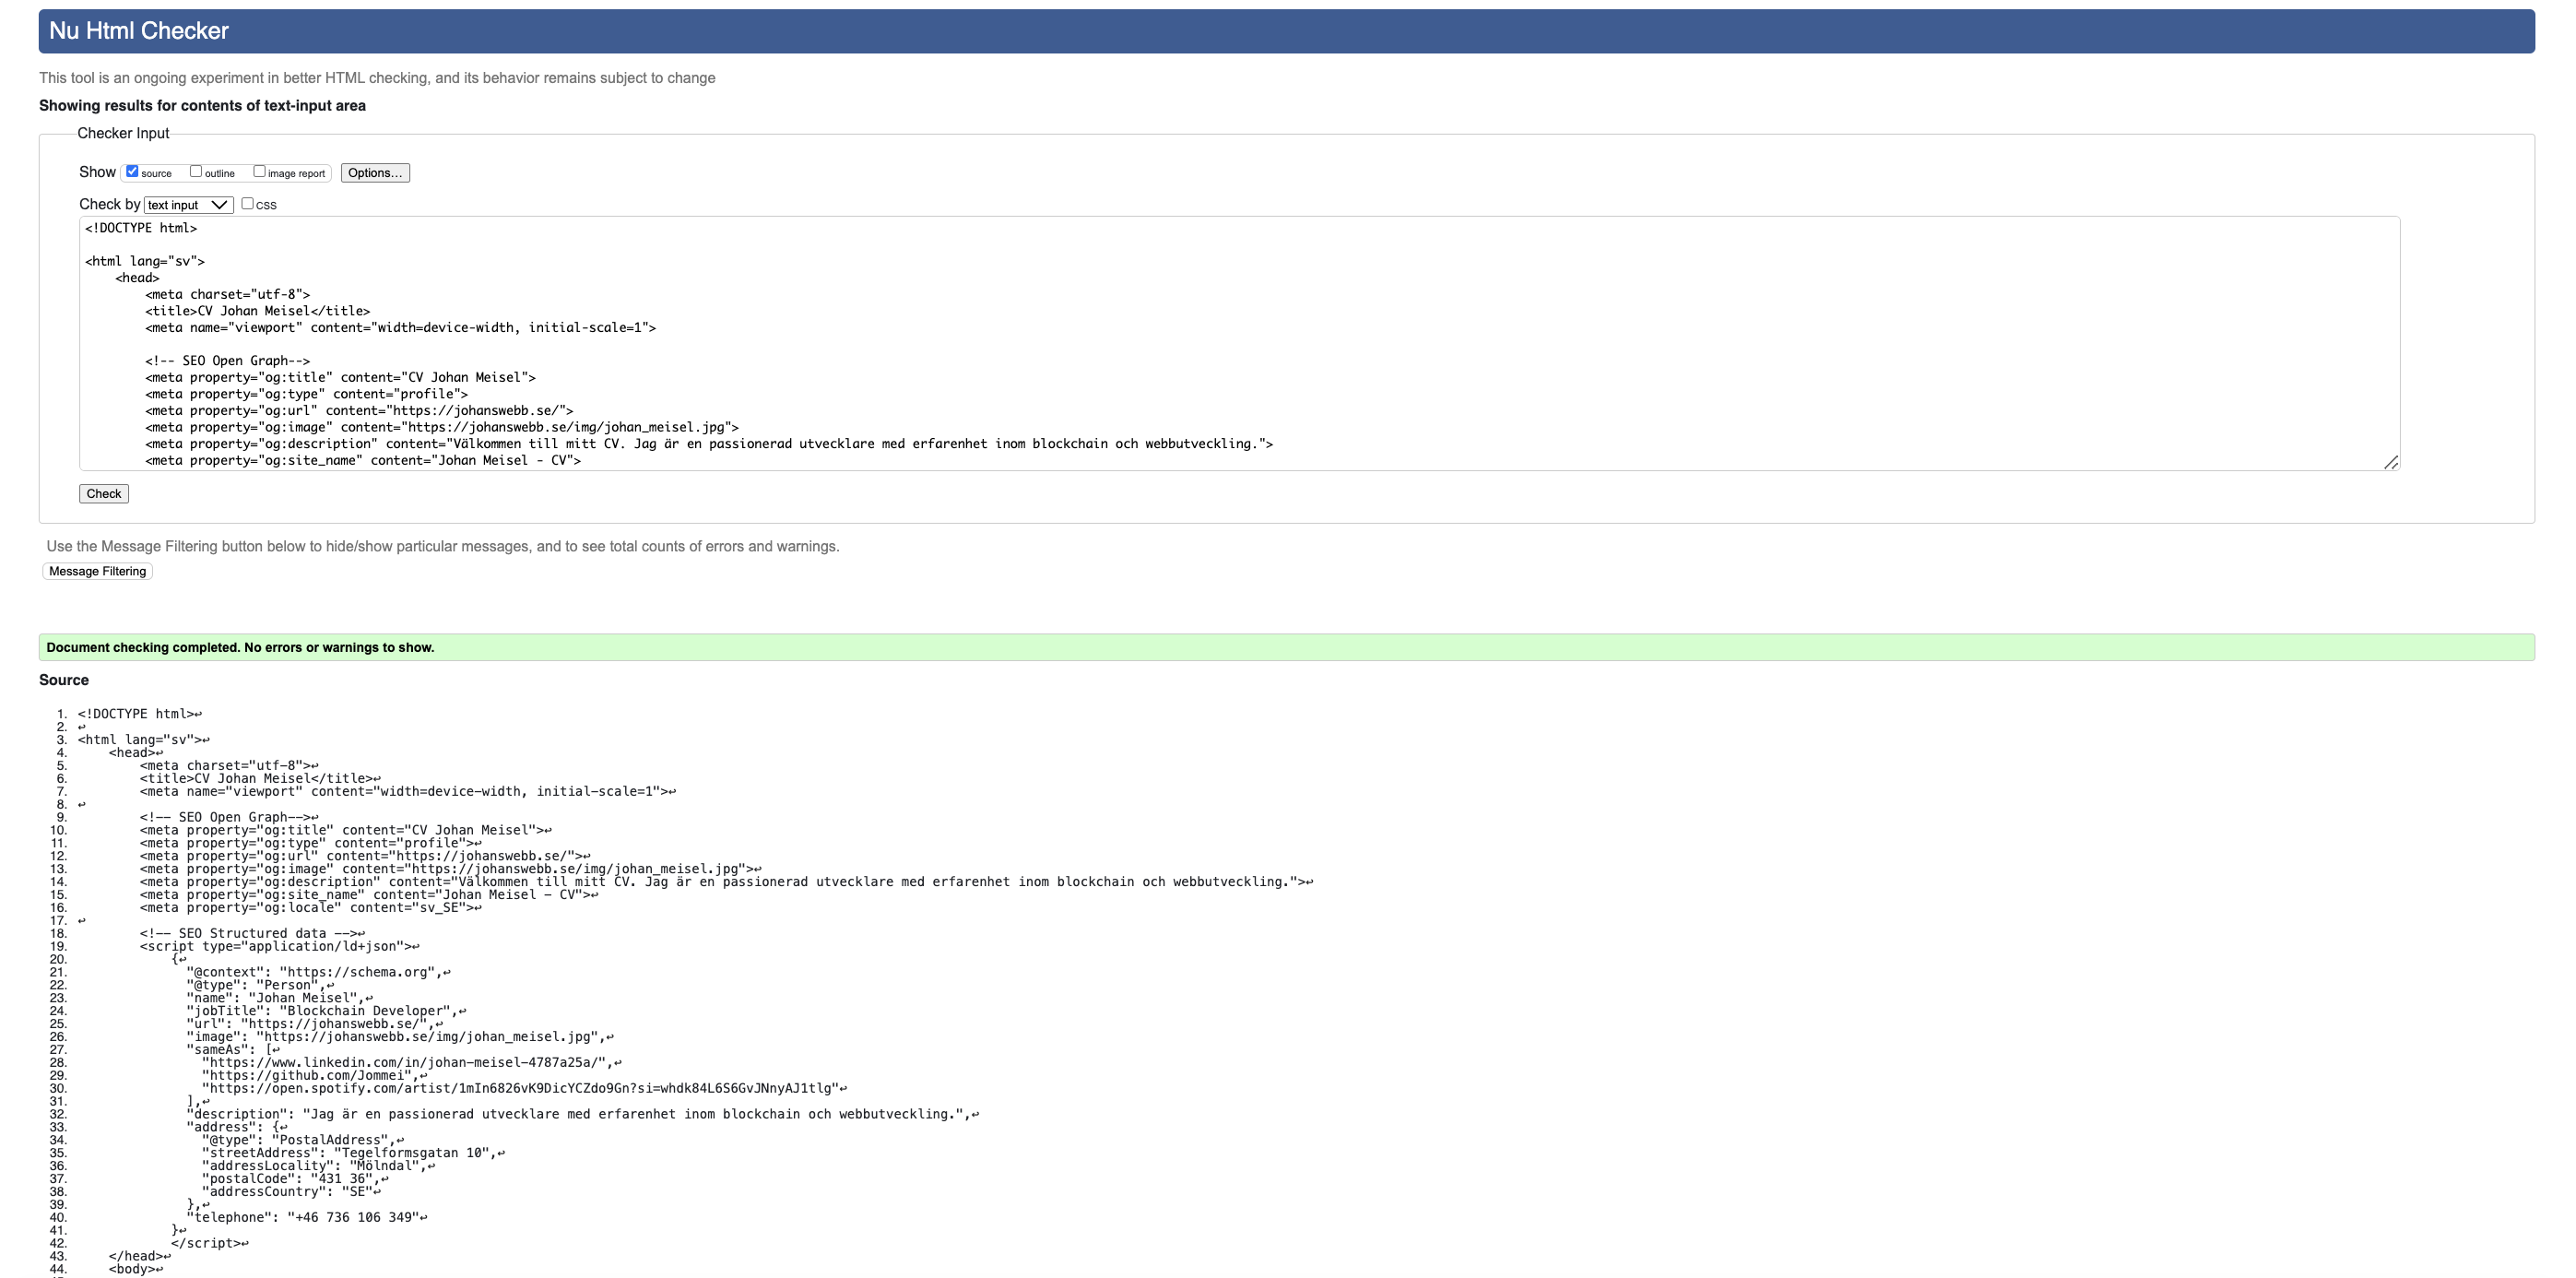 Nu Html Checker
This tool is an ongoing experiment in better HTML checking, and its behavior remains subject to change
Showing results for contents of text-input area
Checker Input
Show source outline image report Options...
Check by text input css
<!DOCTYPE html>
<html lang="sv">
<head>
<meta charset="utf-8">
<title>CV Johan Meisel</title>
<meta name="viewport" content="width=device-width, initial-scale=1">
<!-- SEO Open Graph-->
<meta property="og:title" content="CV Johan Meisel">
<meta property="og:type" content="profile">
<meta property="og:url" content="https://johanswebb.se/">
<meta property="og:image" content="https://johanswebb.se/img/johan_meisel.jpg">
<meta property="og:description" content="Välkommen till mitt CV. Jag är en passionerad utvecklare med erfarenhet inom blockchain och webbutveckling.">
<meta property="og:site_name" content="Johan Meisel - CV">
Check
Use the Message Filtering button below to hide/show particular messages, and to see total counts of errors and warnings.
Message Filtering
Document checking completed. No errors or warnings to show.
Source
1. <!DOCTYPE html>↩
2. ↩
3. <html lang="sv">↩
4. <head>↩
5. <meta charset="utf-8">↩
6. <title>CV Johan Meisel</title>↩
7. <meta name="viewport" content="width=device-width, initial-scale=1">↩
8. ↩
9. <!-- SEO Open Graph-->↩
10. <meta property="og:title" content="CV Johan Meisel">↩
11. <meta property="og:type" content="profile">↩
12. <meta property="og:url" content="https://johanswebb.se/">↩
13. <meta property="og:image" content="https://johanswebb.se/img/johan_meisel.jpg">↩
14. <meta property="og:description" content="Välkommen till mitt CV. Jag är en passionerad utvecklare med erfarenhet inom blockchain och webbutveckling.">↩
15. <meta property="og:site_name" content="Johan Meisel - CV">↩
16. <meta property="og:locale" content="sv_SE">↩
17. ↩
18. <!-- SEO Structured data -->↩
19. <script type="application/ld+json">↩
20. {↩
21. "@context": "https://schema.org",↩
22. "@type": "Person",↩
23. "name": "Johan Meisel",↩
24. "jobTitle": "Blockchain Developer",↩
25. "url": "https://johanswebb.se/",↩
26. "image": "https://johanswebb.se/img/johan_meisel.jpg",↩
27. "sameAs": [↩
28. "https://www.linkedin.com/in/johan-meisel-4787a25a/",↩
29. "https://github.com/Jommei",↩
30. "https://open.spotify.com/artist/1mIn6826vK9DicYCZdo9Gn?si=whdk84L6S6GvJNnyAJ1tlg"↩
31. ],↩
32. "description": "Jag är en passionerad utvecklare med erfarenhet inom blockchain och webbutveckling.",↩
33. "address": {↩
34. "@type": "PostalAddress",↩
35. "streetAddress": "Tegelformsgatan 10",↩
36. "addressLocality": "Mölndal",↩
37. "postalCode": "431 36",↩
38. "addressCountry": "SE"↩
39. },↩
40. "telephone": "+46 736 106 349"↩
41. }↩
42. </script>↩
43. </head>↩
44. <body>↩